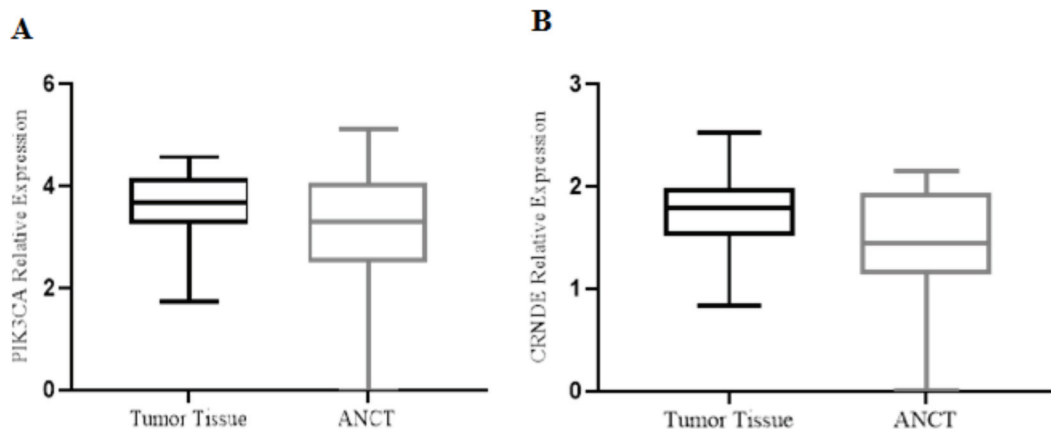 A
PIK3CA Relative Expression
6
4
2
0
Tumor Tissue
ANCT
B
CRNDE Relative Expression
3
2
1
0
Tumor Tissue
ANCT